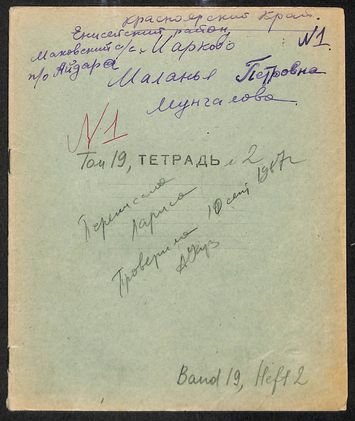 Красноярский Край.
Енисейский район,
Маковский с/с с. Марково №1
п/о Айдара
Маланья Петровна
Мунгалова.
№1
Том 19, ТЕТРАДЬ № 2
Переписала
Лариса
Проверила 10 сент 1987г
Band 19, Heft 2